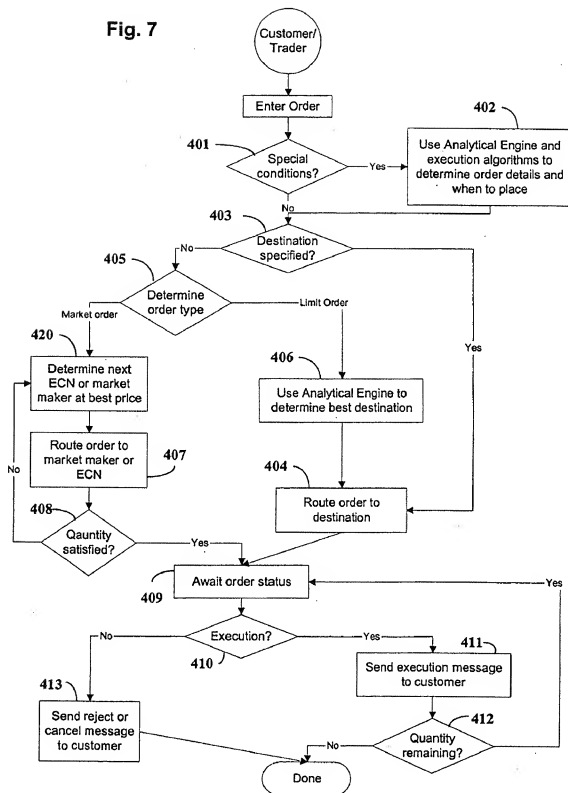 Fig. 7
Customer/
Trader
Enter Order
401
Special
conditions?
Yes
402
Use Analytical Engine and
execution algorithms to
determine order details and
when to place
No
403
Destination
specified?
No
Yes
405
Determine
order type
Market order
Limit Order
420
Determine next
ECN or market
maker at best price
406
Use Analytical Engine to
determine best destination
Route order to
market maker or
ECN
407
404
Route order to
destination
No
408
Qauntity
satisfied?
Yes
Await order status
409
Yes
Execution?
410
No
Yes
411
Send execution message
to customer
413
Send reject or
cancel message
to customer
412
Quantity
remaining?
No
Done